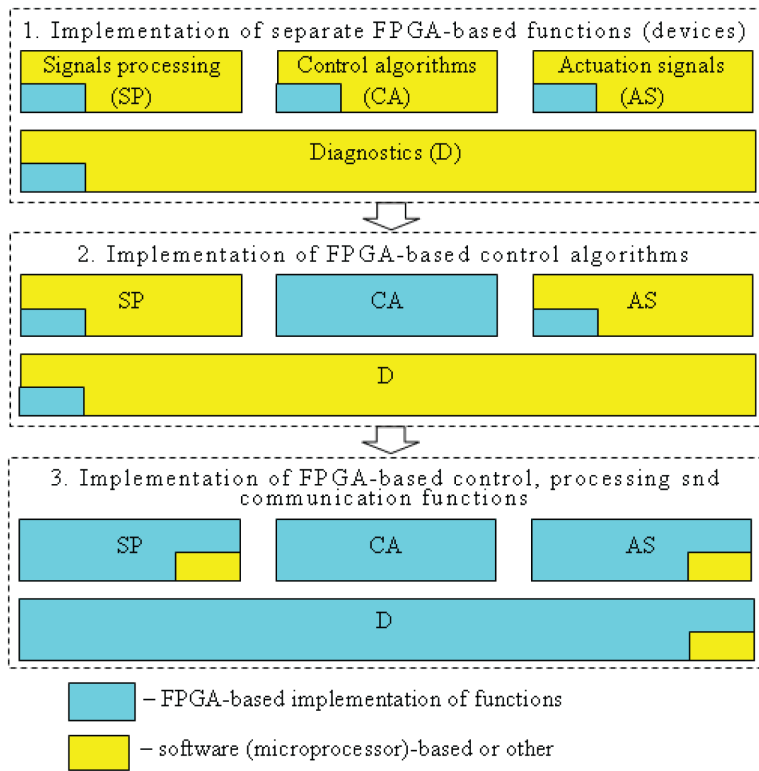 1. Implementation of separate FPGA-based functions (devices)
Signals processing
(SP)
Control algorithms
(CA)
Actuation signals
(AS)
Diagnostics (D)
2. Implementation of FPGA-based control algorithms
SP
CA
AS
D
3. Implementation of FPGA-based control, processing snd
communication functions
SP
CA
AS
D
– FPGA-based implementation of functions
– software (microprocessor)-based or other